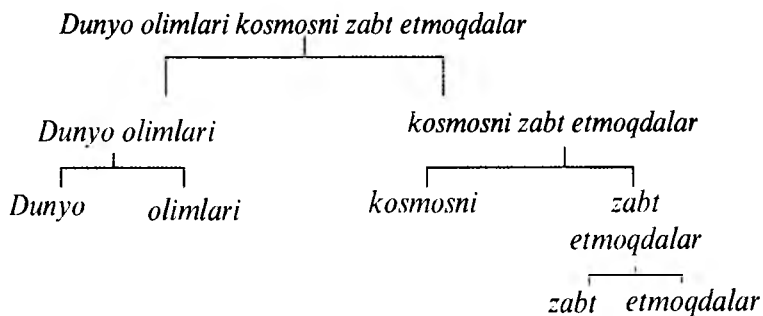 Dunyo olimlari kosmosni zabt etmoqdalar
Dunyo olimlari
kosmosni zabt etmoqdalar
Dunyo
olimlari
kosmosni
zabt
etmoqdalar
zabt
etmoqdalar